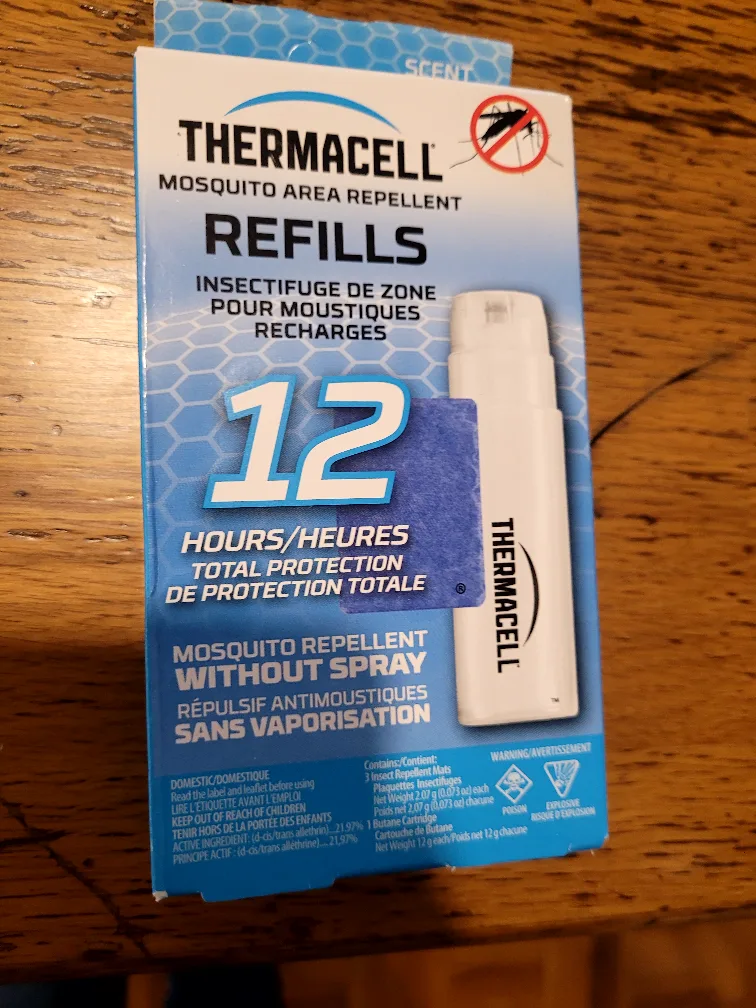 SCENT
THERMACELL®
MOSQUITO AREA REPELLENT
REFILLS
INSECTIFUGE DE ZONE
POUR MOUSTIQUES
RECHARGES
12
HOURS/HEURES
TOTAL PROTECTION
DE PROTECTION TOTALE
®
THERMACELL
™
MOSQUITO REPELLENT
WITHOUT SPRAY
RÉPULSIF ANTIMOUSTIQUES
SANS VAPORISATION
DOMESTIC/DOMESTIQUE
Read the label and leaflet before using
LIRE L'ÉTIQUETTE AVANT L'EMPLOI
KEEP OUT OF REACH OF CHILDREN
TENIR HORS DE LA PORTÉE DES ENFANTS
ACTIVE INGREDIENT: (d-cis/trans allethrin)...21.97%
PRINCIPE ACTIF : (d-cis/trans alléthrine).... 21,97%
Contains:/Contient:
3 Insect Repellent Mats
Plaquettes Insectifuges
Net Weight 2.07 g (0.073 oz) each
Poids net 2,07 g (0,073 oz) chacune
1 Butane Cartridge
Cartouche de Butane
Net Weight 12 g each/Poids net 12 g chacune
WARNING/AVERTISSEMENT
POISON
EXPLOSIVE
RISQUE D'EXPLOSION